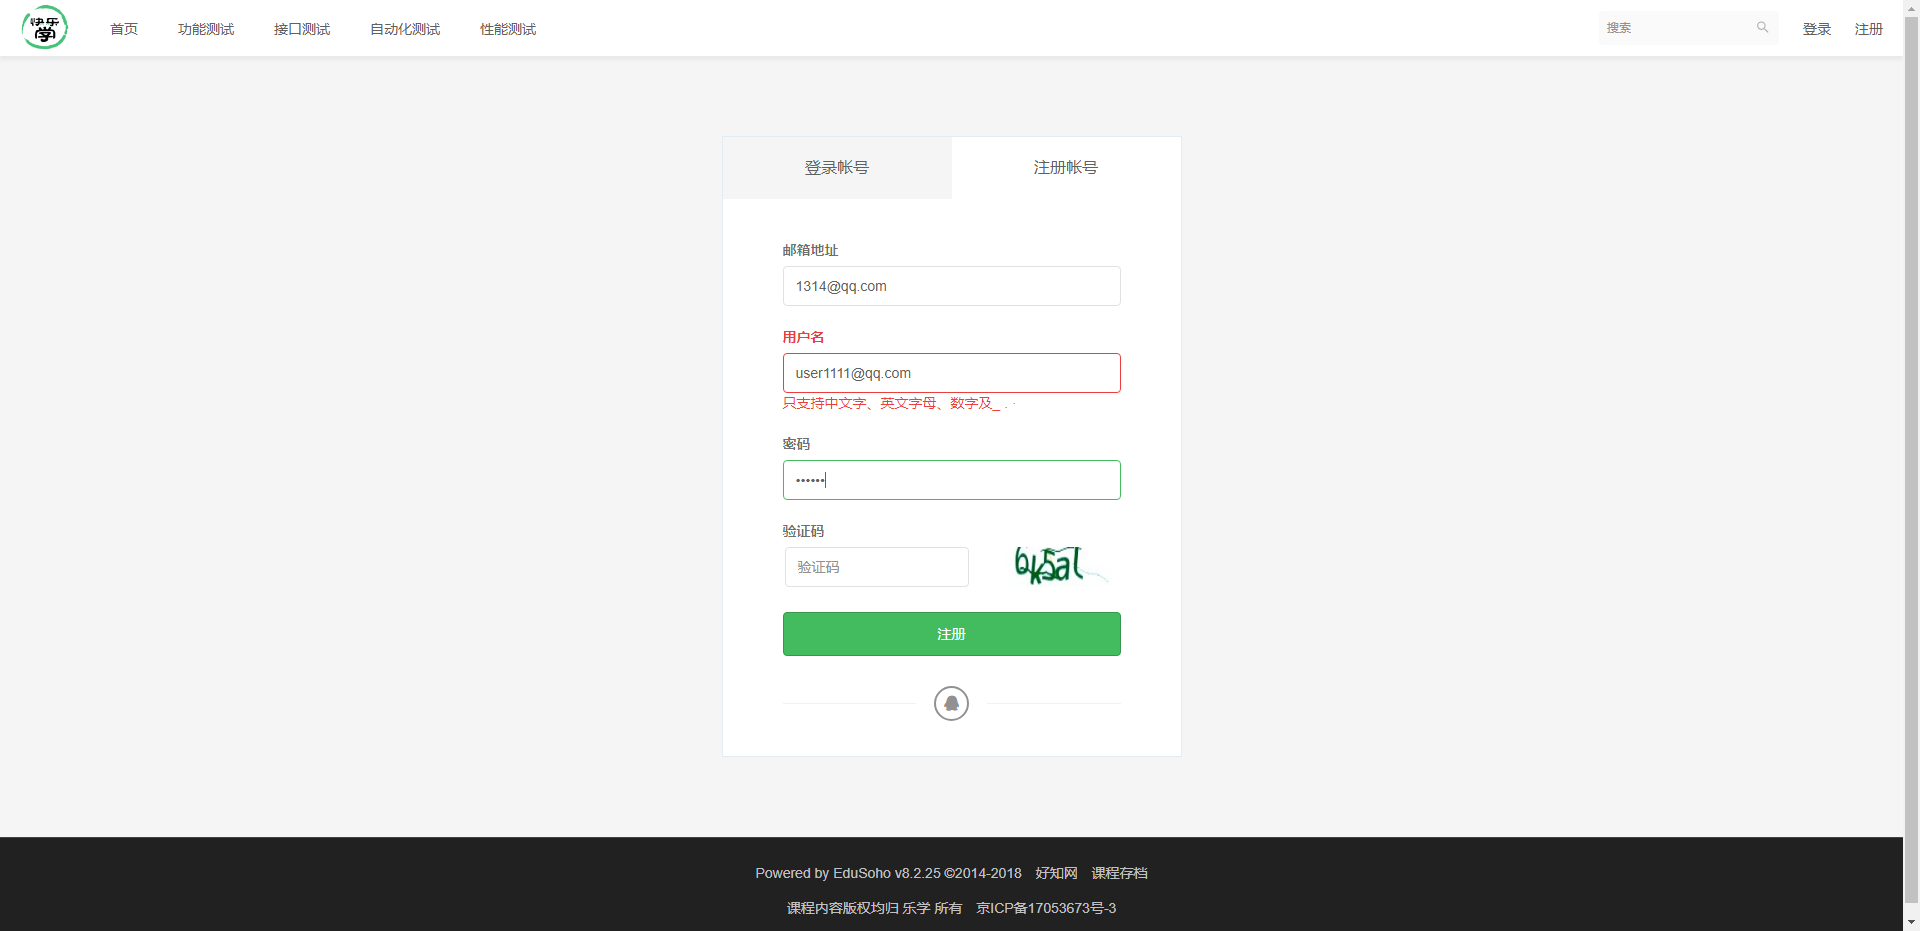 快乐
学
首页 功能测试 接口测试 自动化测试 性能测试 搜索 登录 注册
登录帐号 注册帐号
邮箱地址
1314@qq.com
用户名
user1111@qq.com
只支持中文字、英文字母、数字及_ . ·
密码
••••••
验证码
验证码 6k5al
注册
Powered by EduSoho v8.2.25 ©2014-2018 好知网 课程存档
课程内容版权均归 乐学 所有 京ICP备17053673号-3